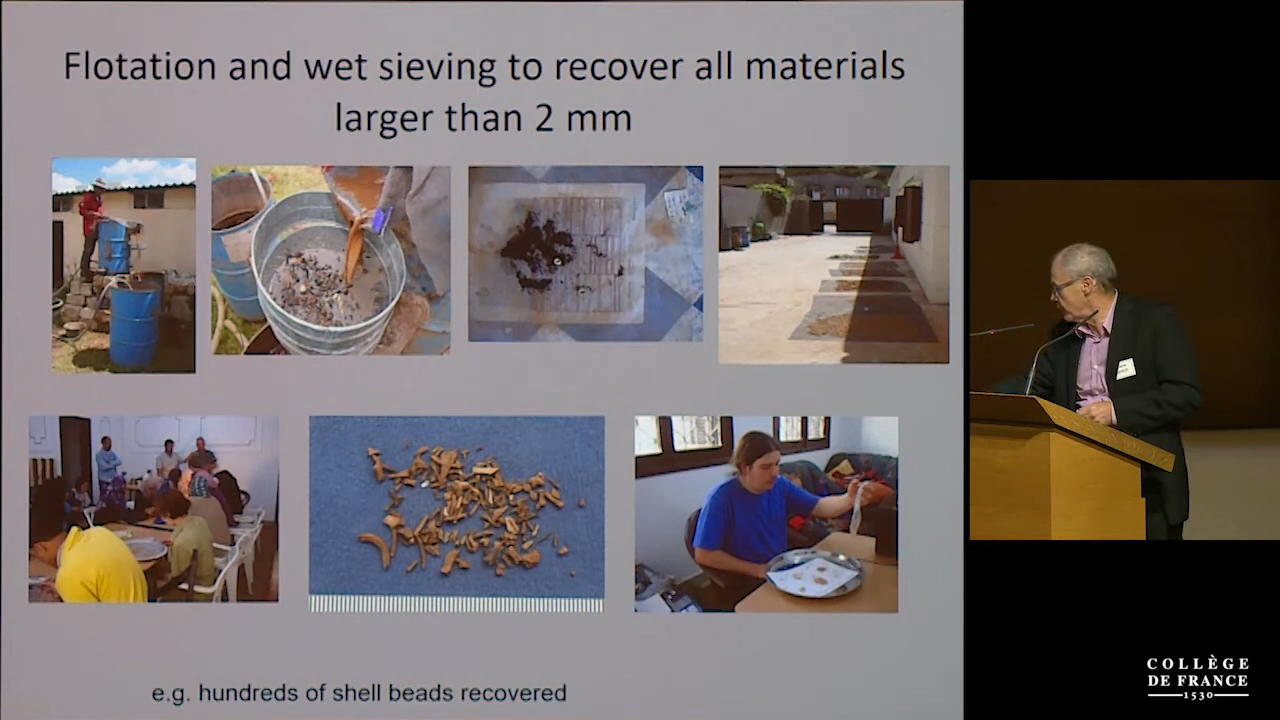 Flotation and wet sieving to recover all materials
larger than 2 mm
e.g. hundreds of shell beads recovered
COLLÈGE
DE FRANCE
1530